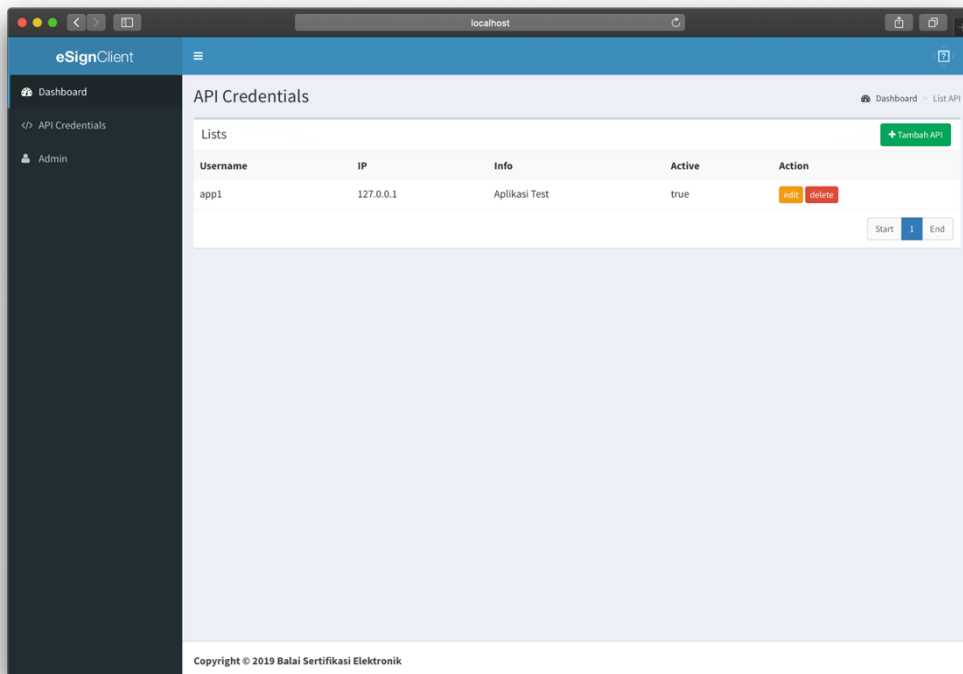 localhost
eSignClient
Dashboard
API Credentials
Admin
API Credentials
Dashboard > List API
Lists
+ Tambah API
Username IP Info Active Action
app1 127.0.0.1 Aplikasi Test true edit delete
Start 1 End
Copyright © 2019 Balai Sertifikasi Elektronik